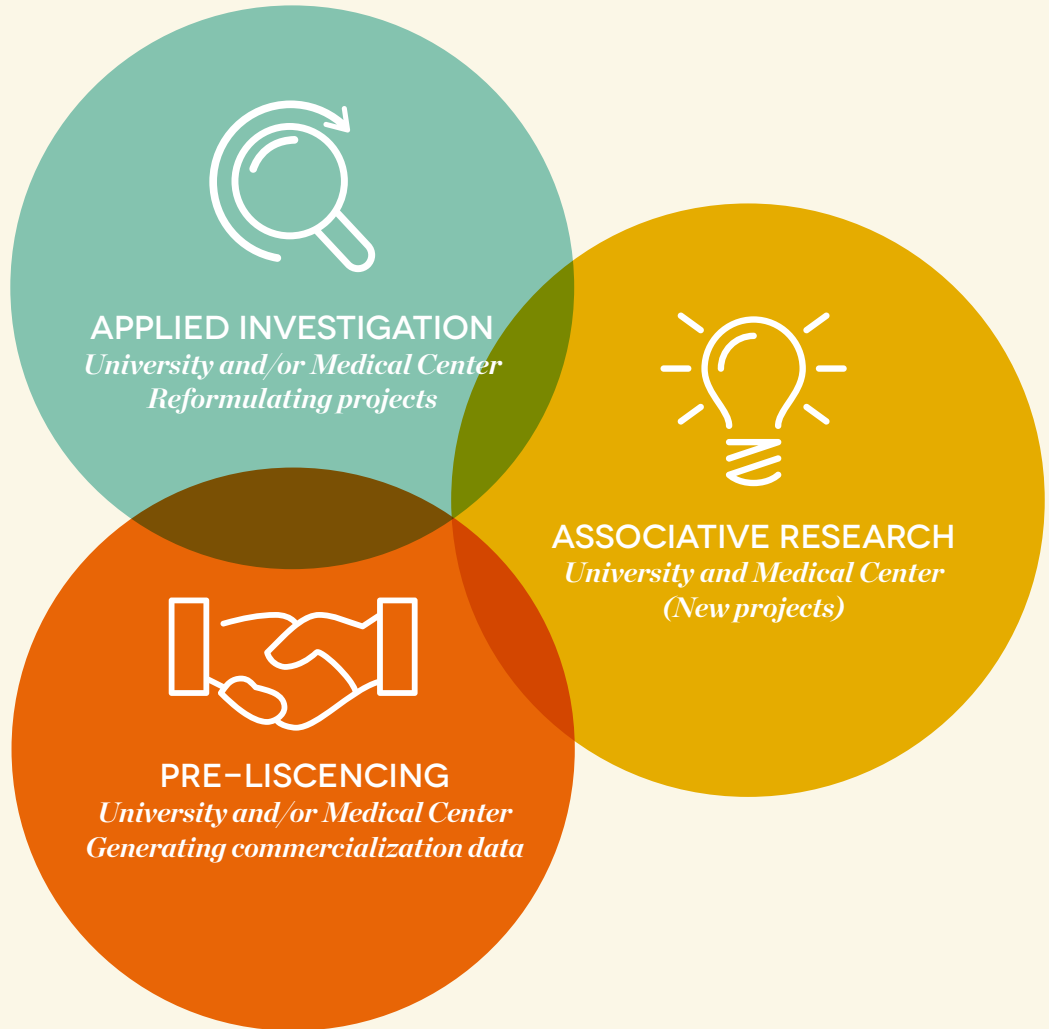 APPLIED INVESTIGATION
University and/or Medical Center
Reformulating projects
ASSOCIATIVE RESEARCH
University and Medical Center
(New projects)
PRE-LISCENCING
University and/or Medical Center
Generating commercialization data